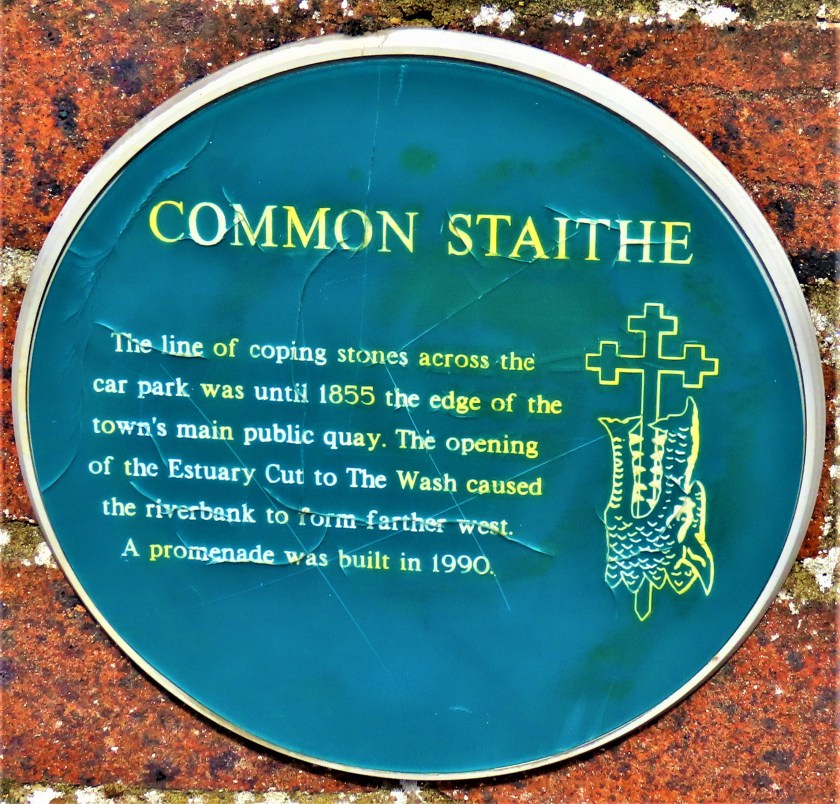 COMMON STAITHE
The line of coping stones across the
car park was until 1855 the edge of the
town's main public quay. The opening
of the Estuary Cut to The Wash caused
the riverbank to form farther west.
A promenade was built in 1990.